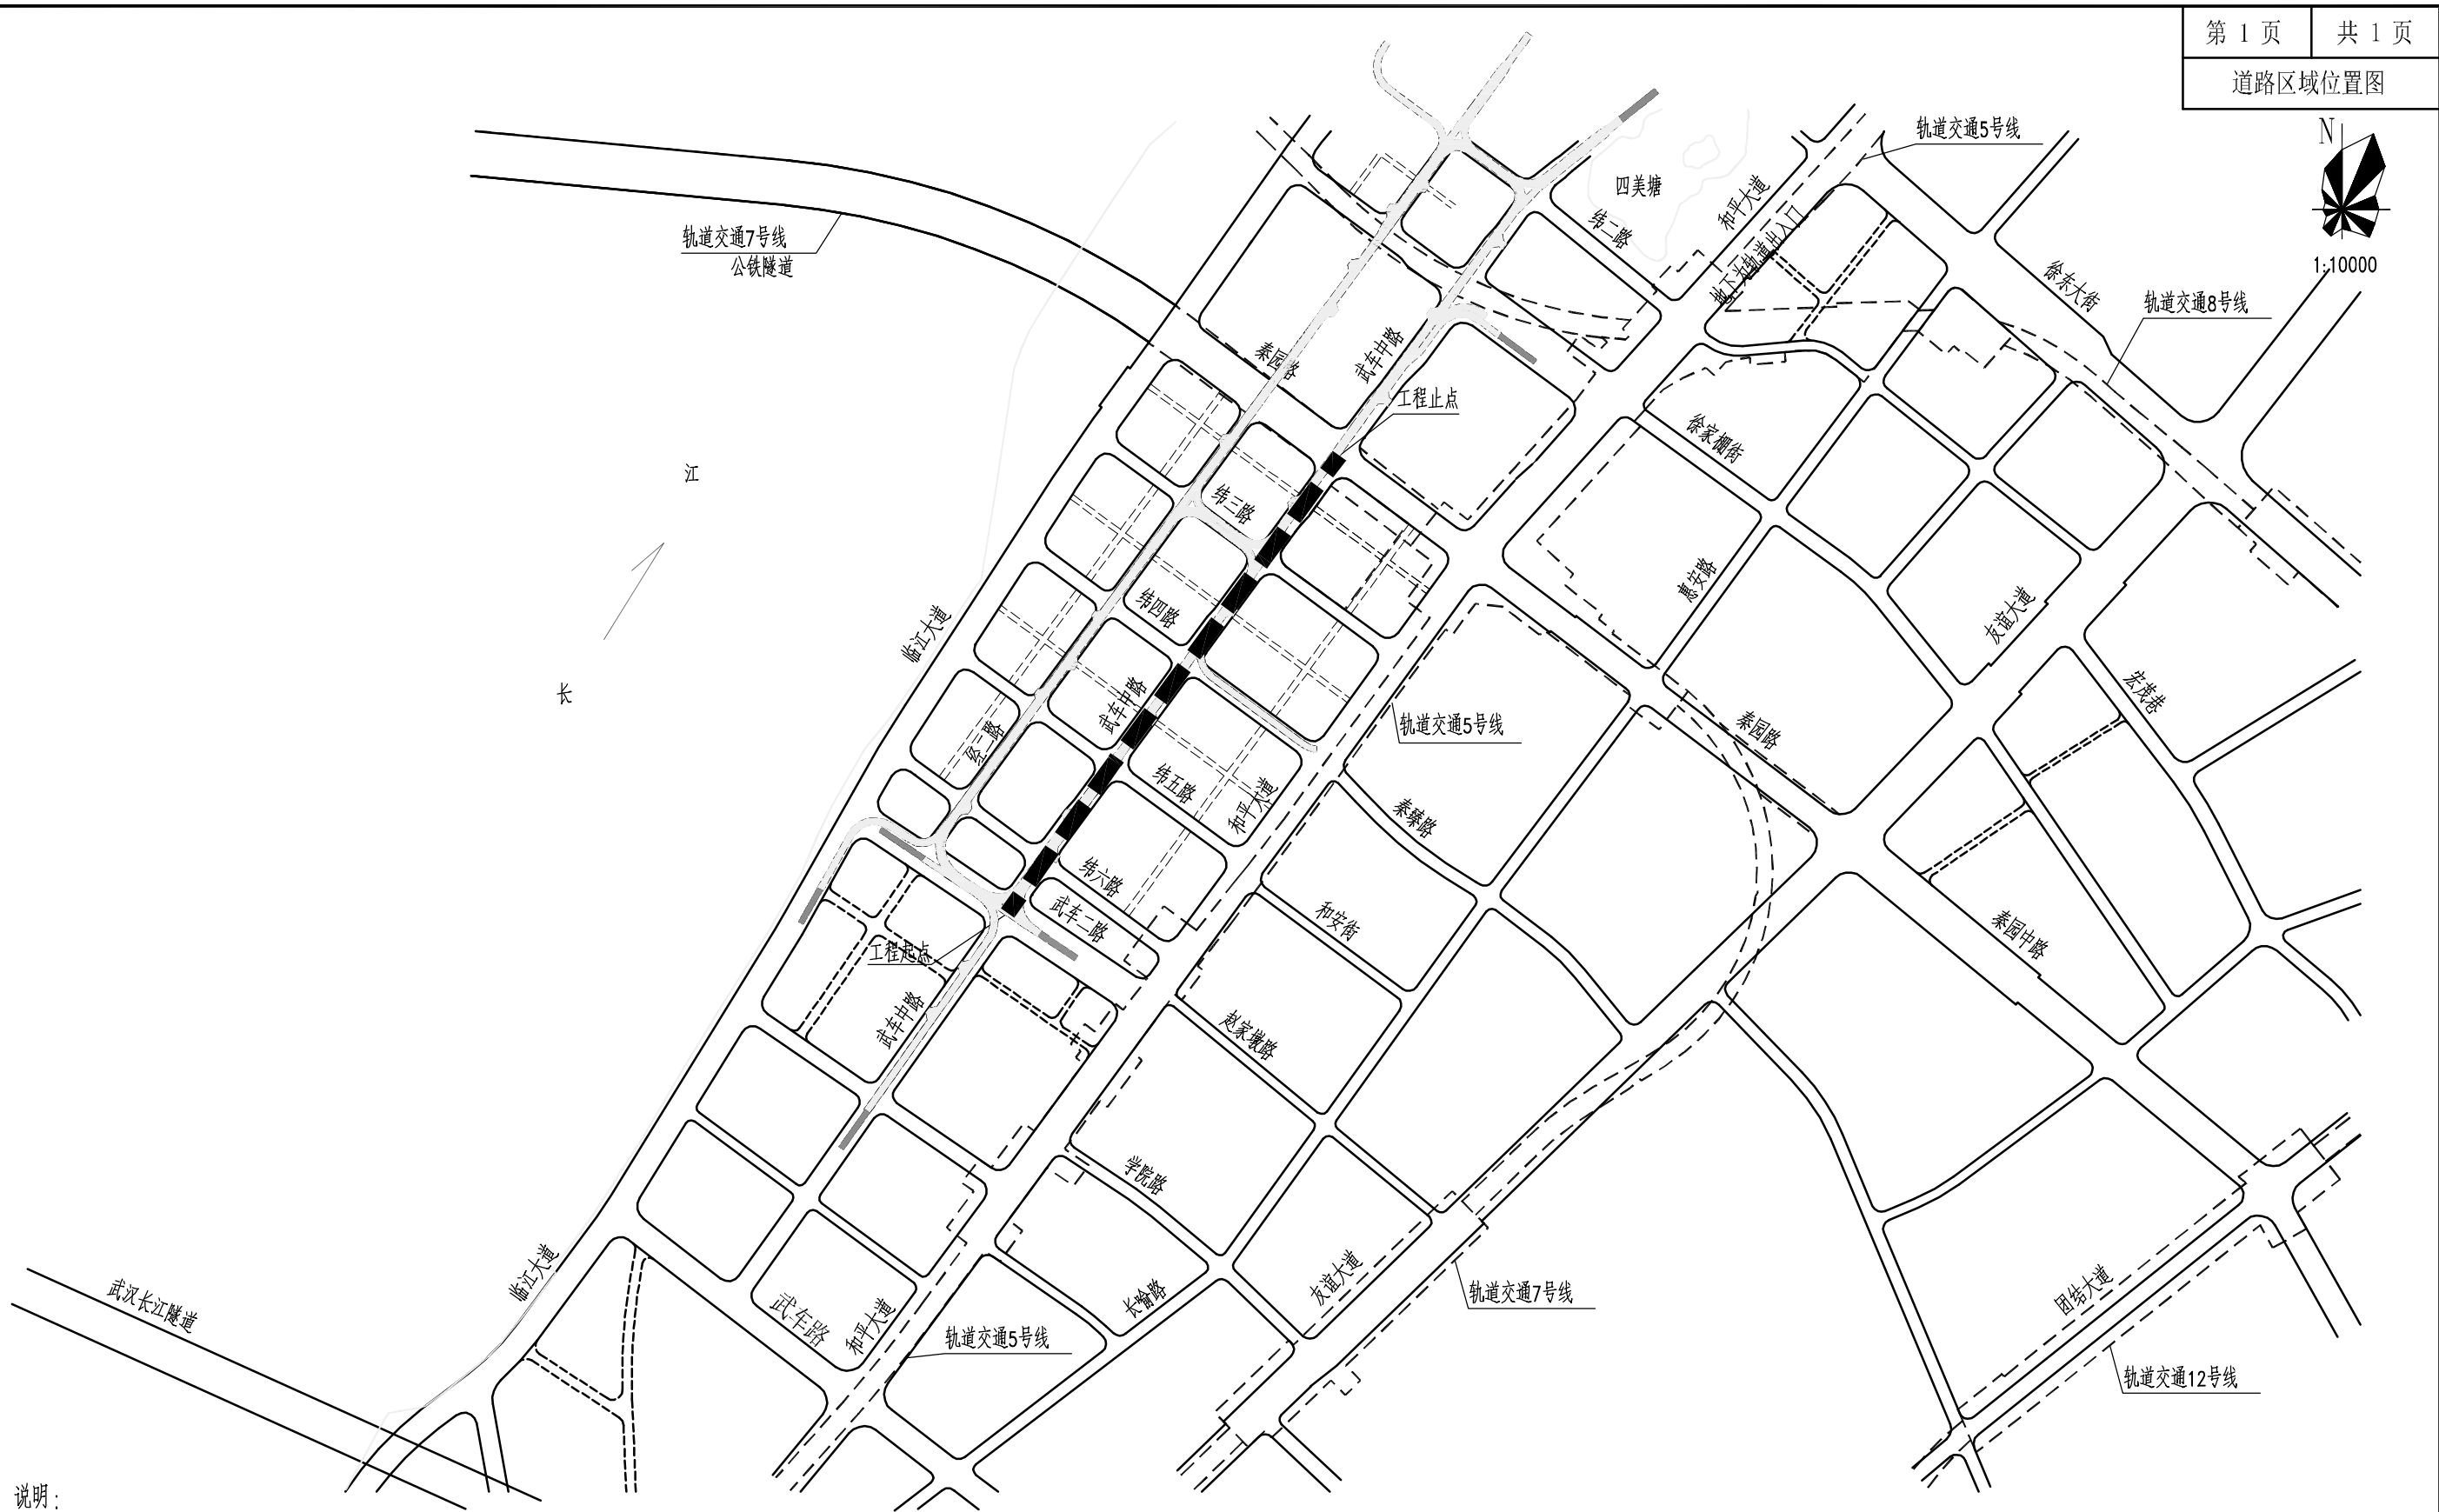 第 1 页 共 1 页
道路区域位置图
N
1:10000
轨道交通5号线
四美塘
和平大道
纬二路
地下为轨道出入门
徐东大街
轨道交通8号线
轨道交通7号线
公铁隧道
秦园路
武车中路
工程止点
徐家棚街
江
纬三路
惠安路
纬四路
临江大道
友谊大道
宏茂巷
长
武车中路
轨道交通5号线
秦园路
经二路
纬五路
和平大道
秦臻路
纬六路
武车二路
和安街
秦园中路
工程起点
武车中路
赵家墩路
学院路
临江大道
武汉长江隧道
友谊大道
轨道交通7号线
团结大道
长输路
武车路
和平大道
轨道交通5号线
轨道交通12号线
说明：